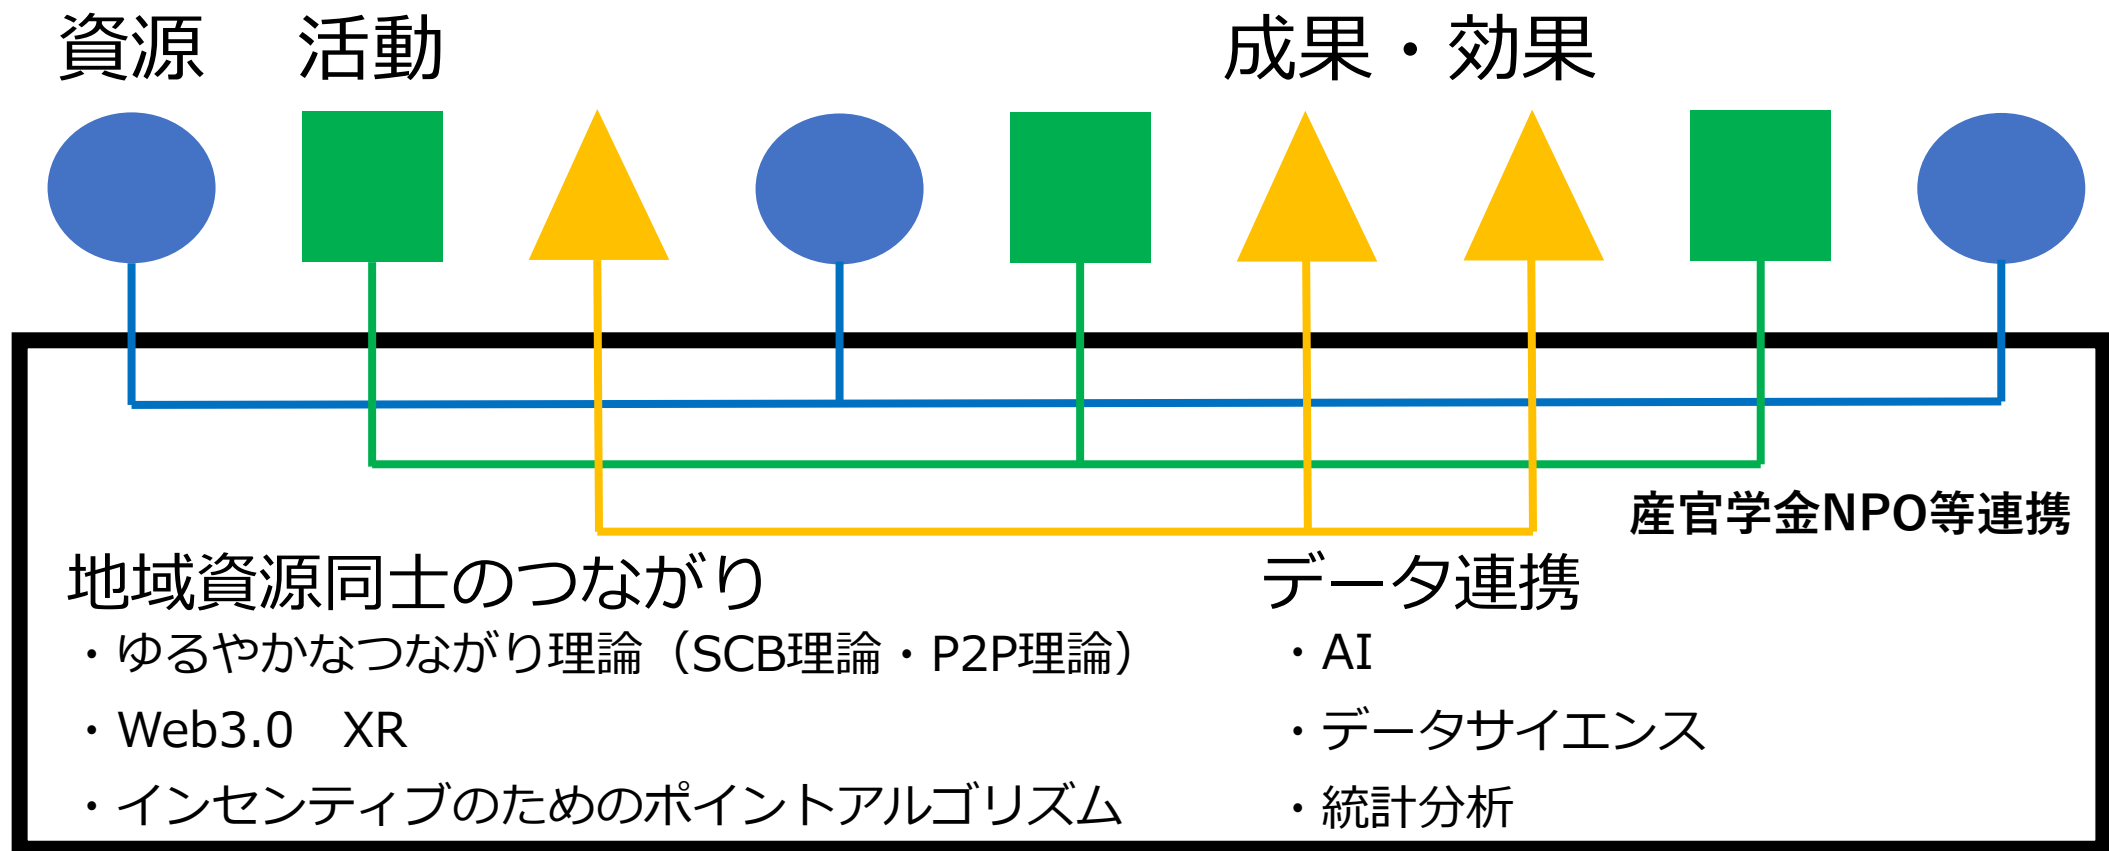 資源　活動　成果・効果
産官学金NPO等連携
地域資源同士のつながり
・ゆるやかなつながり理論（SCB理論・P2P理論）
・Web3.0　XR
・インセンティブのためのポイントアルゴリズム
データ連携
・AI
・データサイエンス
・統計分析